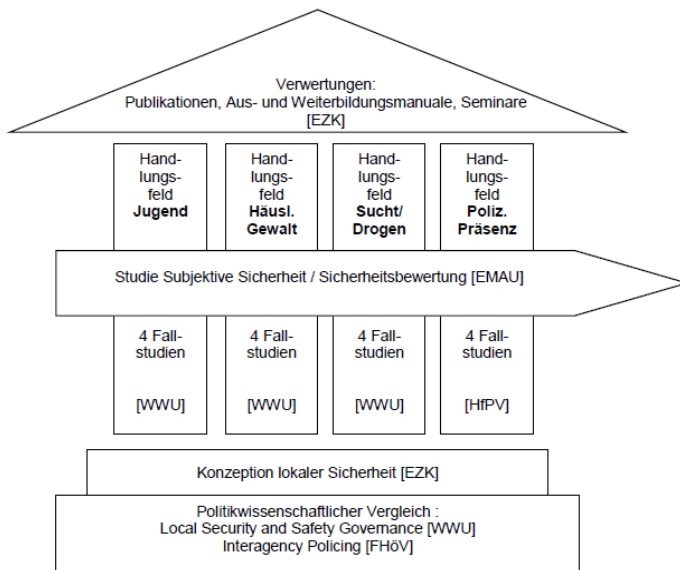 Verwertungen:
Publikationen, Aus- und Weiterbildungsmanuale, Seminare
[EZK]
Hand-
lungs-
feld
Jugend
Hand-
lungs-
feld
Häusl.
Gewalt
Hand-
lungs-
feld
Sucht/
Drogen
Hand-
lungs-
feld
Poliz.
Präsenz
Studie Subjektive Sicherheit / Sicherheitsbewertung [EMAU]
4 Fall-
studien
[WWU]
4 Fall-
studien
[WWU]
4 Fall-
studien
[WWU]
4 Fall-
studien
[HfPV]
Konzeption lokaler Sicherheit [EZK]
Politikwissenschaftlicher Vergleich :
Local Security and Safety Governance [WWU]
Interagency Policing [FHöV]